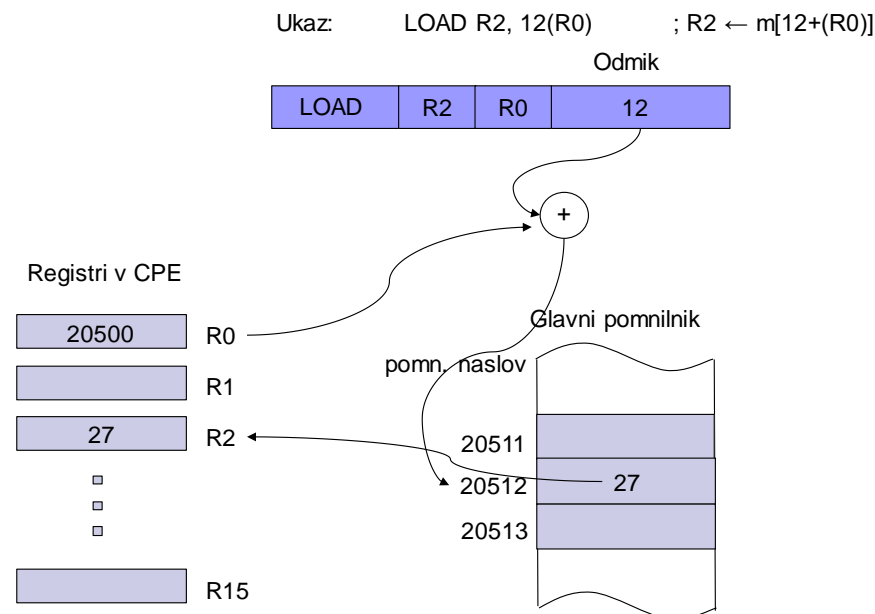 Ukaz: LOAD R2, 12(R0) ; R2 ← m[12+(R0)]
Odmik
LOAD R2 R0 12
+
Registri v CPE
Glavni pomnilnik
20500 R0
pomn. naslov
R1
27 R2
20511
20512 27
20513
R15